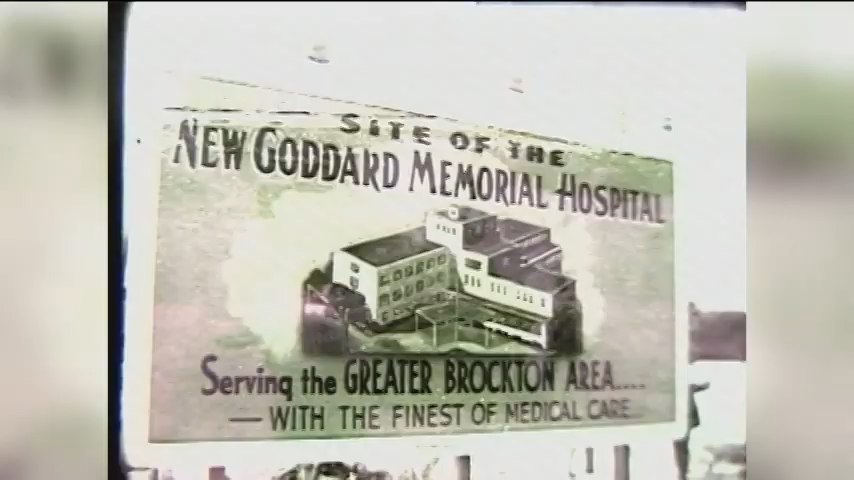 SITE OF THE
NEW GODDARD MEMORIAL HOSPITAL
Serving the GREATER BROCKTON AREA....
— WITH THE FINEST OF MEDICAL CARE...